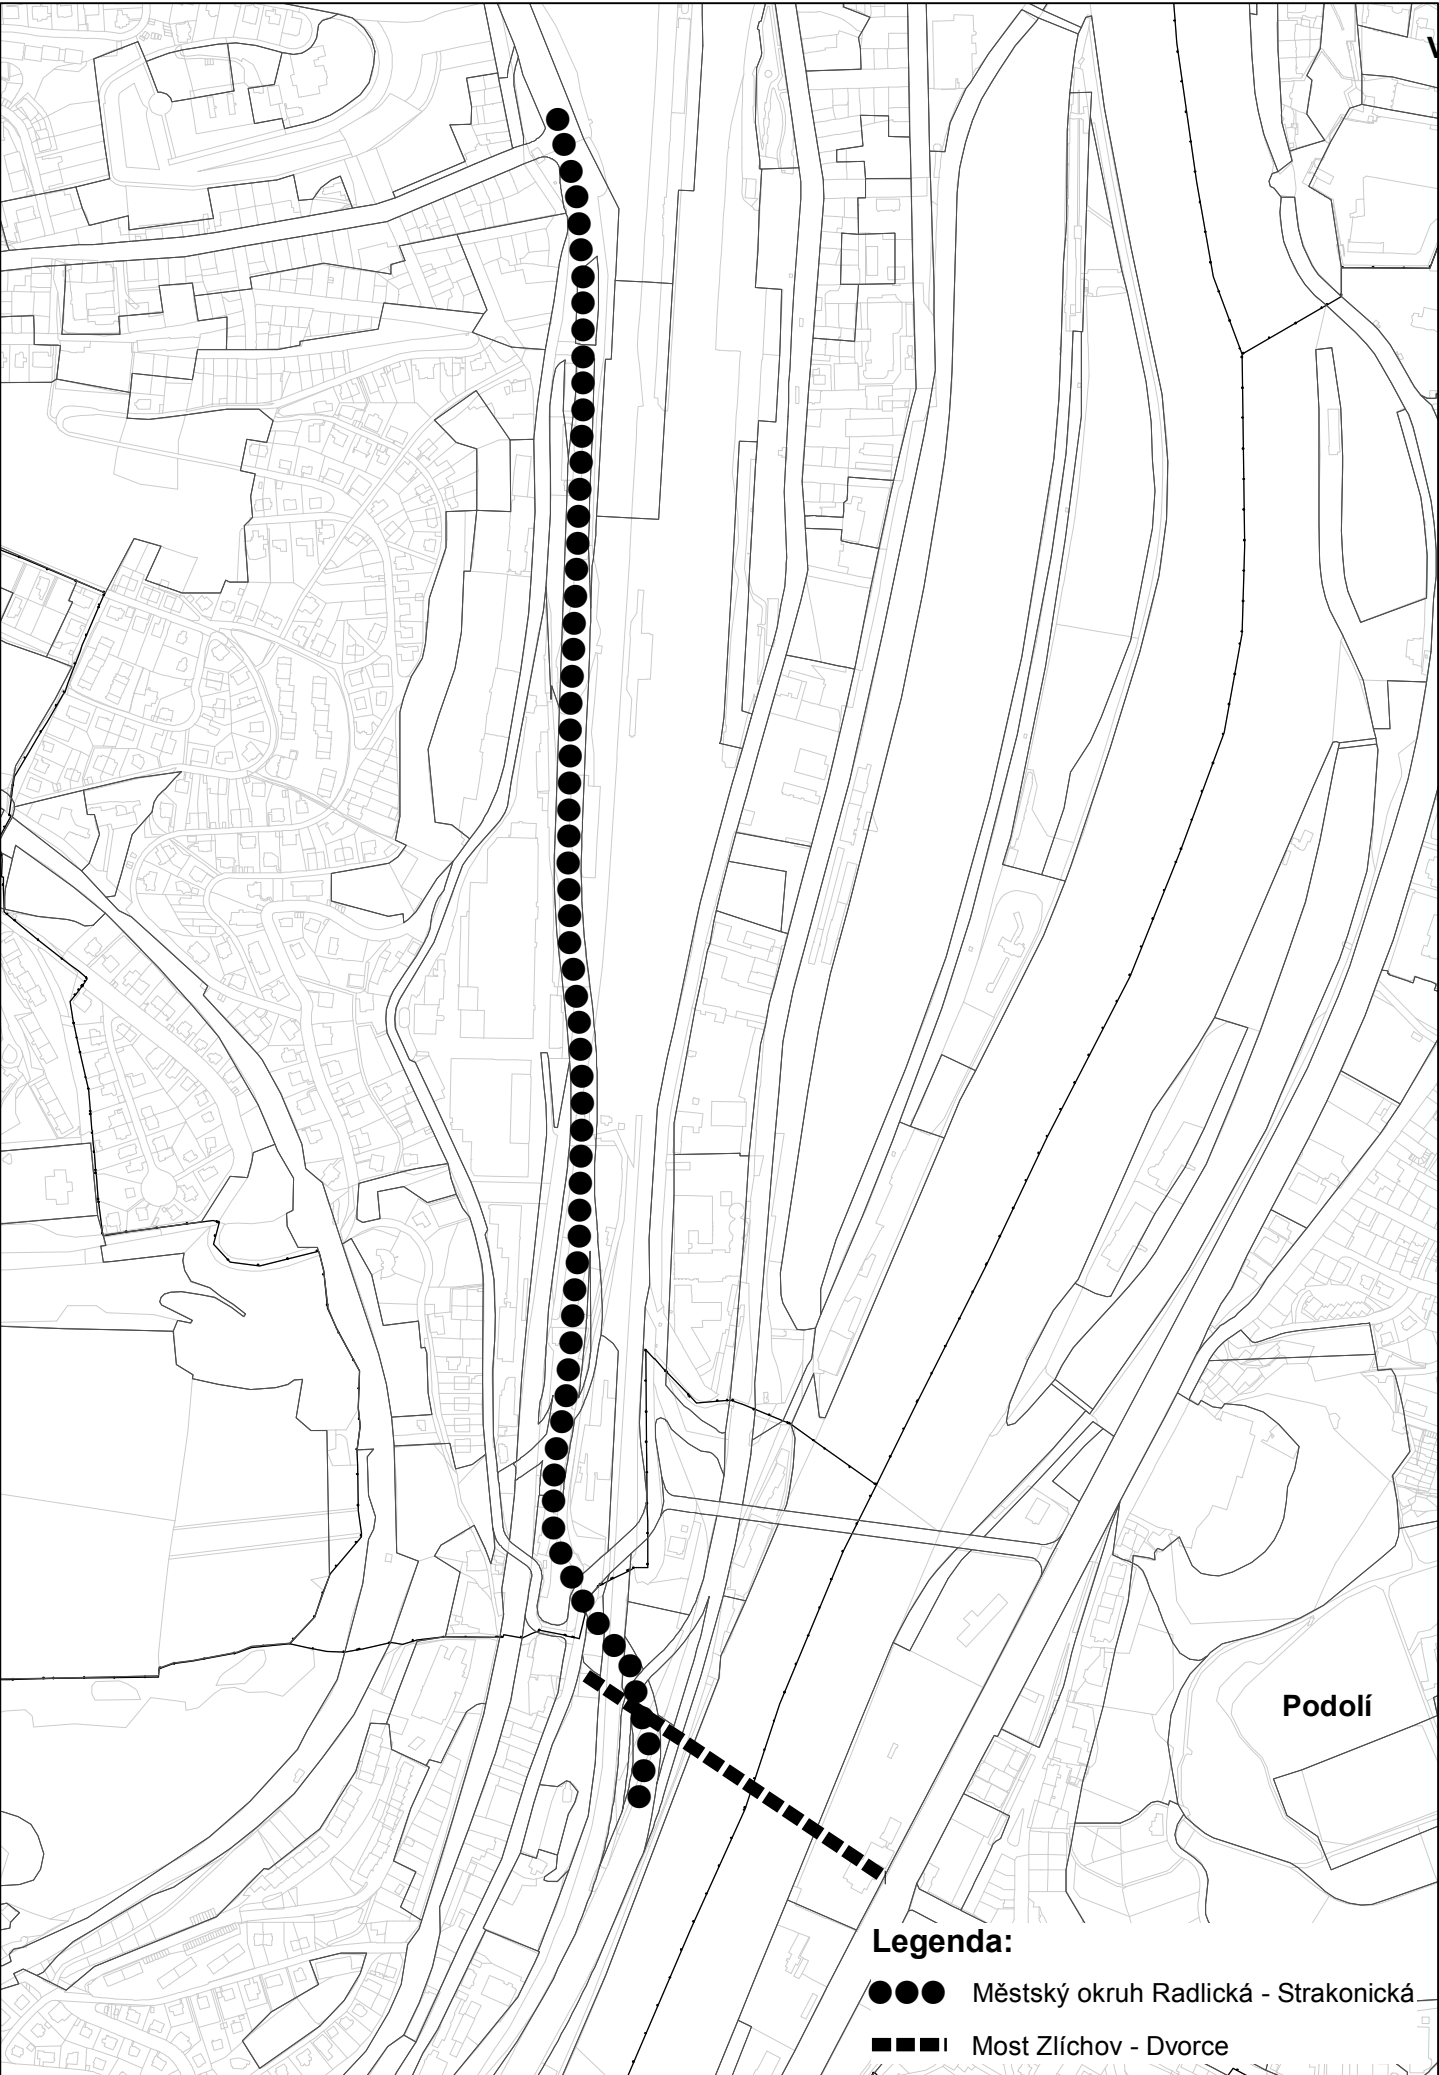 Podolí
Legenda:
Městský okruh Radlická - Strakonická
Most Zlíchov - Dvorce